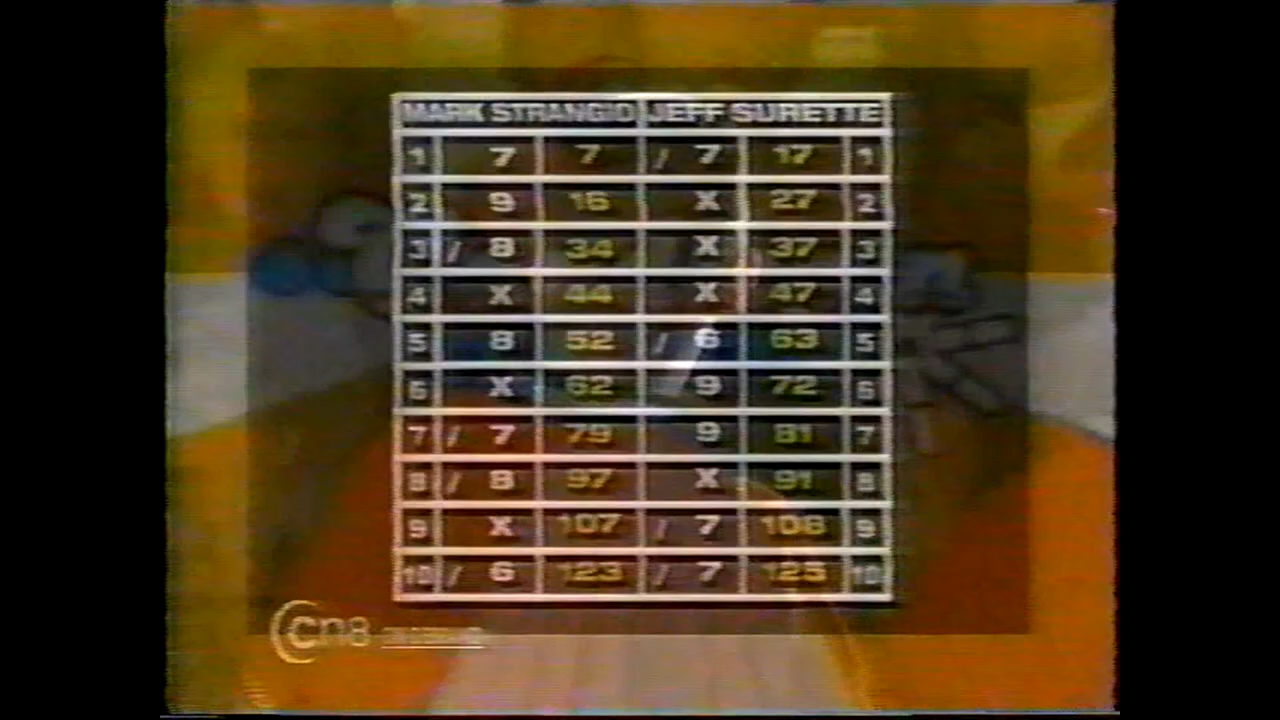 MARK STRANGIO JEFF SURETTE
1 7 7 / 7 17 1
2 9 16 X 27 2
3 / 8 34 X 37 3
4 X 44 X 47 4
5 8 52 / 6 63 5
6 X 62 9 72 6
7 / 7 79 9 81 7
8 / 8 97 X 91 8
9 X 107 / 7 108 9
10 / 6 123 / 7 125 10
cn8